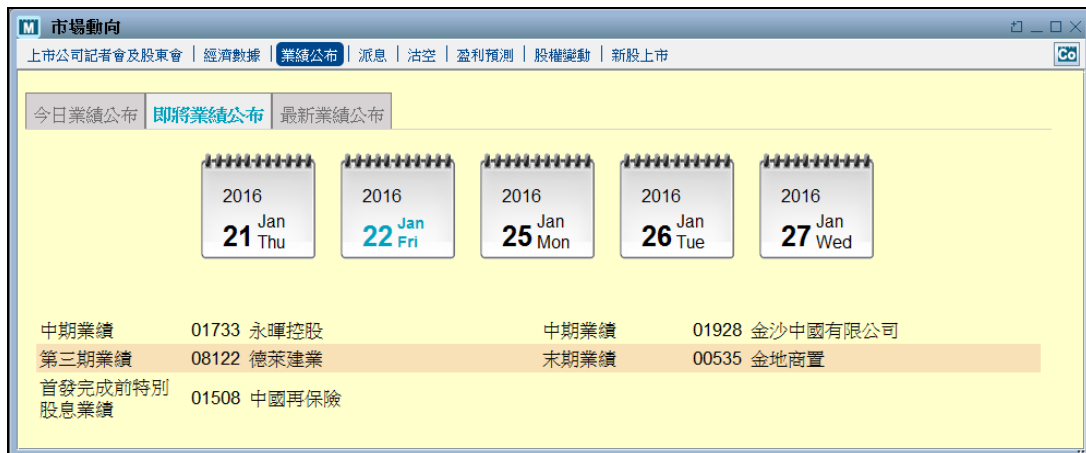 M 市場動向
上市公司記者會及股東會 | 經濟數據 | 業績公布 | 派息 | 沽空 | 盈利預測 | 股權變動 | 新股上市
今日業績公布 即將業績公布 最新業績公布
2016 2016 2016 2016 2016
21 Jan Thu 22 Jan Fri 25 Jan Mon 26 Jan Tue 27 Jan Wed
中期業績 01733 永暉控股 中期業績 01928 金沙中國有限公司
第三期業績 08122 德萊建業 末期業績 00535 金地商置
首發完成前特別
股息業績 01508 中國再保險